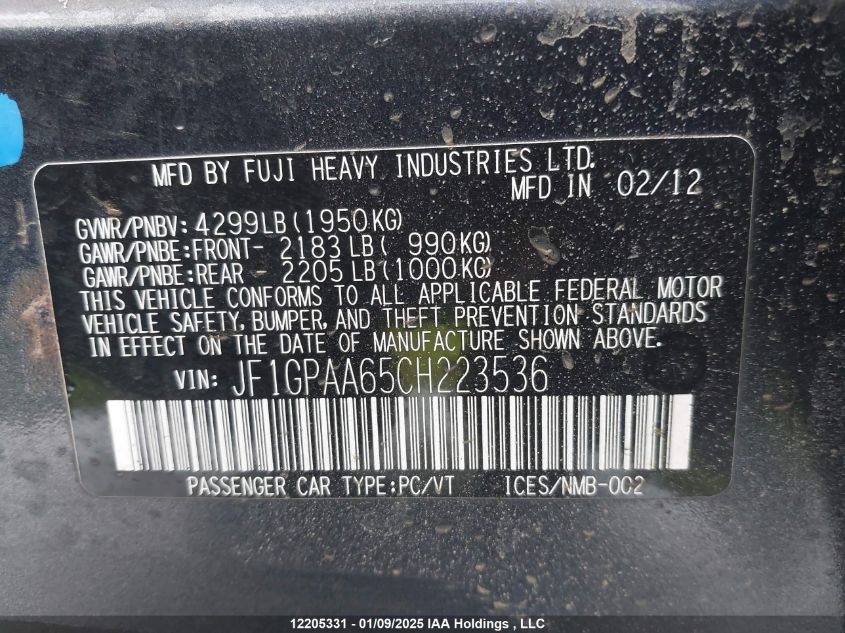 MFD BY FUJI HEAVY INDUSTRIES LTD.
MFD IN 02/12
GVWR/PNBV: 4299LB(1950KG)
GAWR/PNBE:FRONT- 2183LB( 990KG)
GAWR/PNBE:REAR - 2205LB(1000KG)
THIS VEHICLE CONFORMS TO ALL APPLICABLE FEDERAL MOTOR
VEHICLE SAFETY, BUMPER, AND THEFT PREVENTION STANDARDS
IN EFFECT ON THE DATE OF MANUFACTURE SHOWN ABOVE.
VIN: JF1GPAA65CH223536
PASSENGER CAR TYPE:PC/VT ICES/NMB-002
12205331 - 01/09/2025 IAA Holdings , LLC